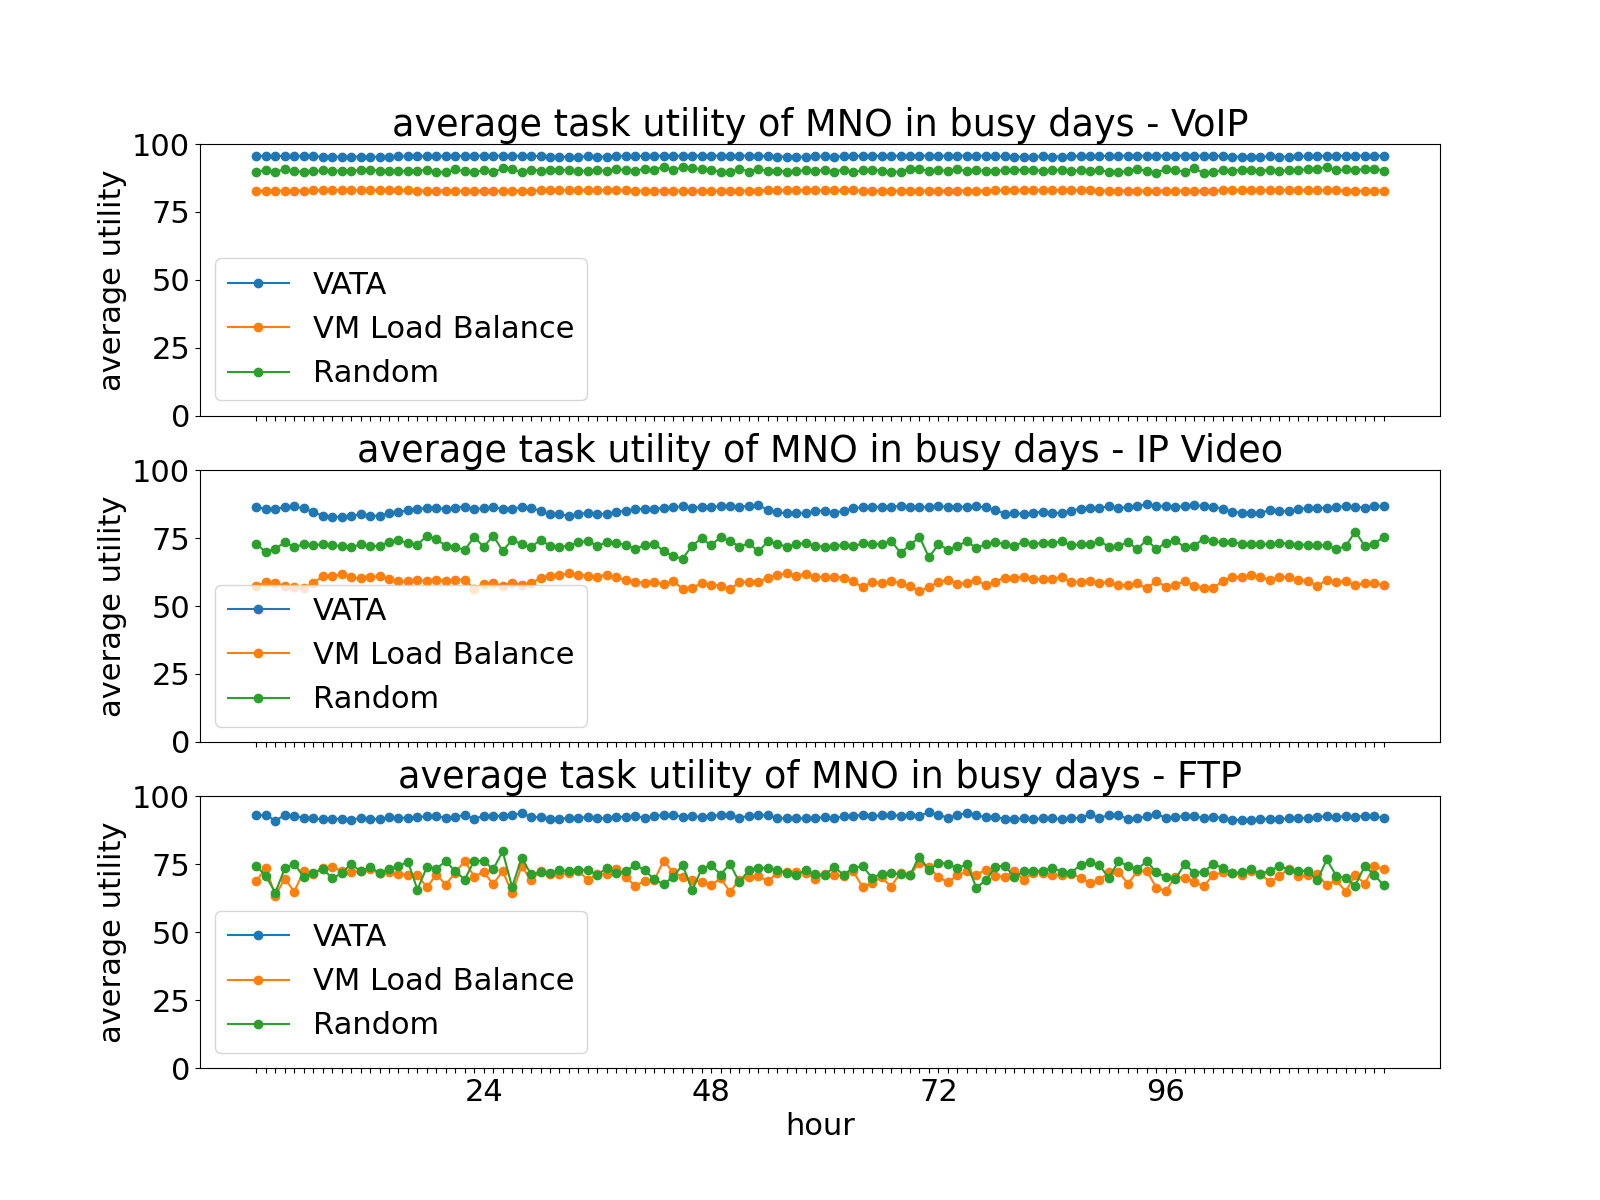 average task utility of MNO in busy days - VoIP
100
75
50
25
0
average utility
VATA
VM Load Balance
Random
average task utility of MNO in busy days - IP Video
100
75
50
25
0
average utility
VATA
VM Load Balance
Random
average task utility of MNO in busy days - FTP
100
75
50
25
0
average utility
VATA
VM Load Balance
Random
24 48 72 96
hour